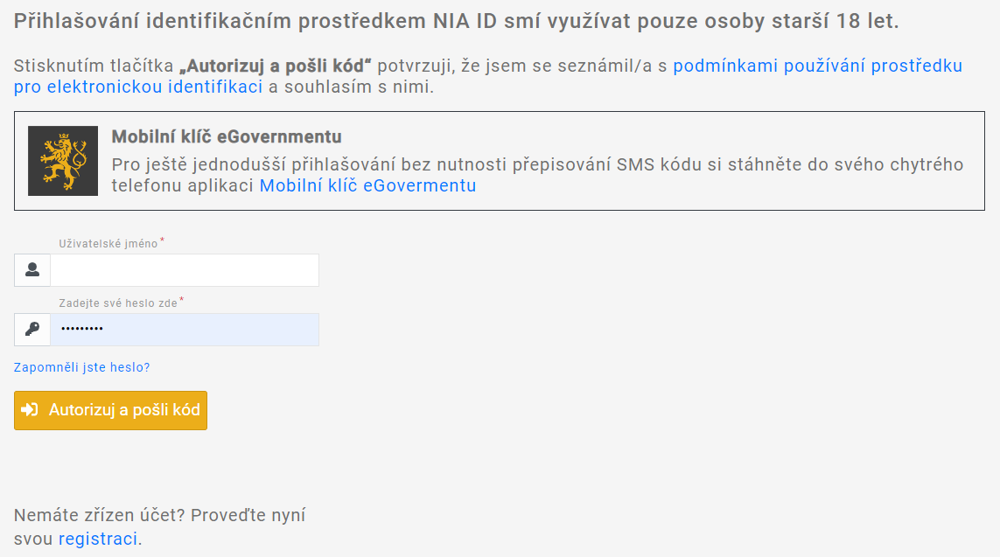 Přihlašování identifikačním prostředkem NIA ID smí využívat pouze osoby starší 18 let.
Stisknutím tlačítka „Autorizuj a pošli kód“ potvrzuji, že jsem se seznámil/a s podmínkami používání prostředku
pro elektronickou identifikaci a souhlasím s nimi.
Mobilní klíč eGovernmentu
Pro ještě jednodušší přihlašování bez nutnosti přepisování SMS kódu si stáhněte do svého chytrého
telefonu aplikaci Mobilní klíč eGovermentu
Uživatelské jméno*
Zadejte své heslo zde*
•••••••••
Zapomněli jste heslo?
Autorizuj a pošli kód
Nemáte zřízen účet? Proveďte nyní
svou registraci.